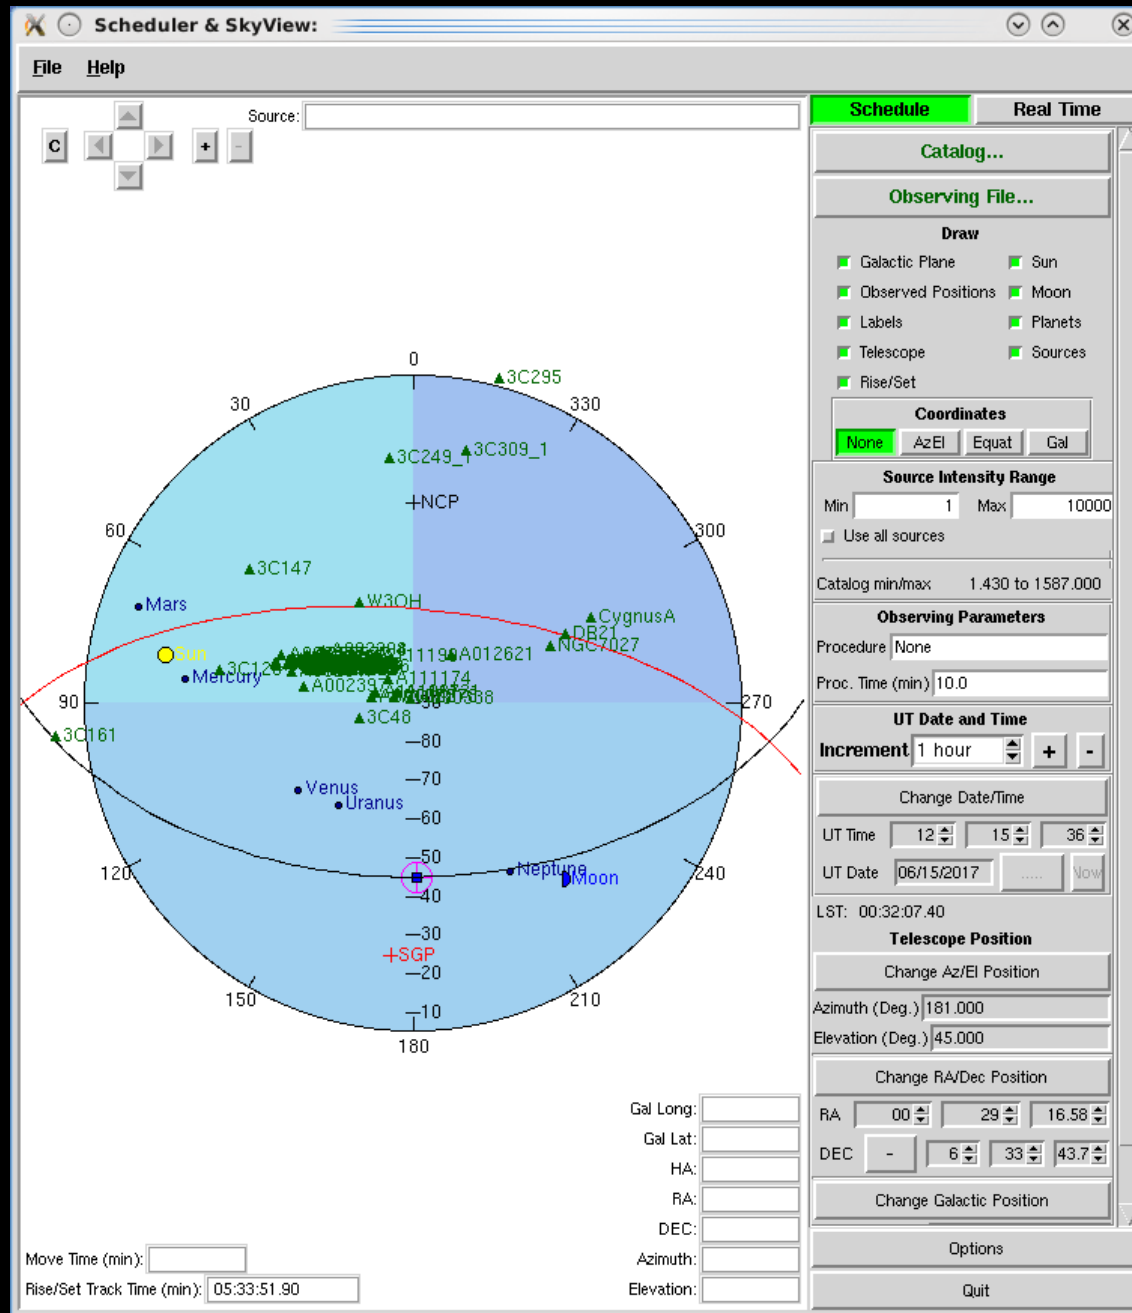 Scheduler & SkyView:
File Help
Source:
C + -
Schedule Real Time
Catalog...
Observing File...
Draw
Galactic Plane Sun
Observed Positions Moon
Labels Planets
Telescope Sources
Rise/Set
Coordinates
None AzEl Equat Gal
Source Intensity Range
Min 1 Max 10000
Use all sources
Catalog min/max 1.430 to 1587.000
Observing Parameters
Procedure None
Proc. Time (min) 10.0
UT Date and Time
Increment 1 hour + -
Change Date/Time
UT Time 12 15 36
UT Date 06/15/2017 ..... Now
LST: 00:32:07.40
Telescope Position
Change Az/El Position
Azimuth (Deg.) 181.000
Elevation (Deg.) 45.000
Change RA/Dec Position
RA 00 29 16.58
DEC - 6 33 43.7
Change Galactic Position
Options
Quit
0
3C295
30 330
3C249_1 3C309_1
NCP
60 300
3C147
W3OH
Mars
CygnusA
DR21
NGC7027
Sun
A012621
Mercury
A111174
A002397
90 270
3C48
3C161
-80
-70
Venus
Uranus
-60
-50
120 Neptune 240
Moon
-40
-30
SGP
-20
150 210
-10
180
Gal Long:
Gal Lat:
HA:
RA:
DEC:
Move Time (min): Azimuth:
Rise/Set Track Time (min): 05:33:51.90 Elevation: